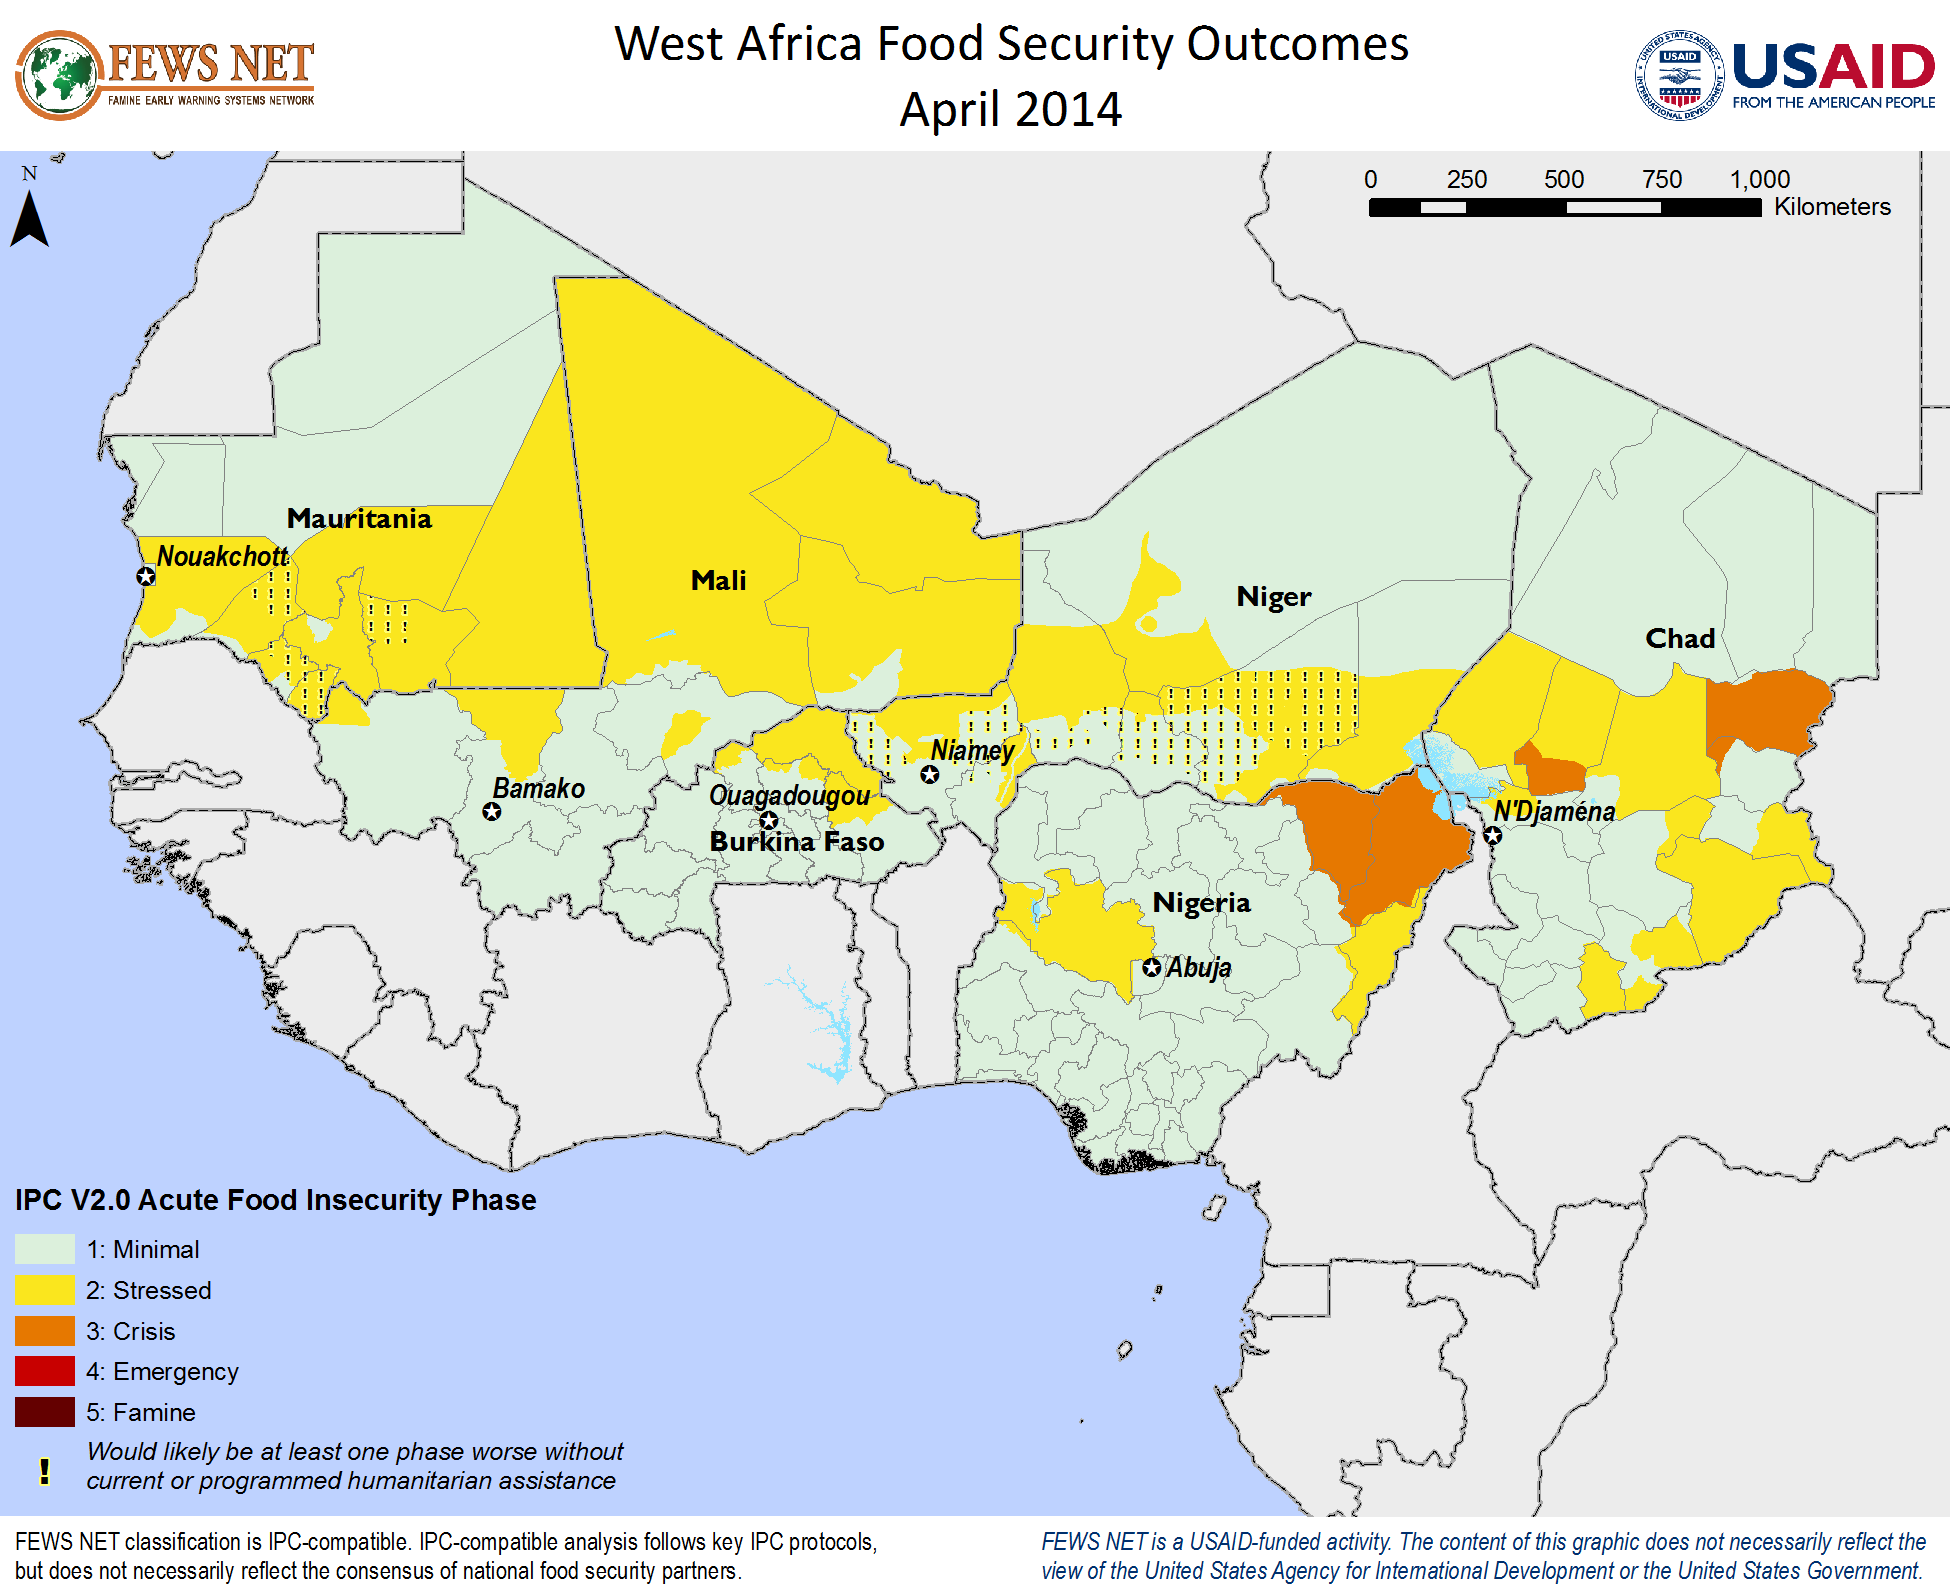 FEWS NET
FAMINE EARLY WARNING SYSTEMS NETWORK
West Africa Food Security Outcomes
April 2014
UNITED STATES AGENCY
USAID
INTERNATIONAL DEVELOPMENT
USAID
FROM THE AMERICAN PEOPLE
N
0 250 500 750 1,000
Kilometers
Mauritania
Nouakchott
Mali
Niger
Chad
Niamey
Bamako
Ouagadougou
N'Djaména
Burkina Faso
Nigeria
Abuja
IPC V2.0 Acute Food Insecurity Phase
1: Minimal
2: Stressed
3: Crisis
4: Emergency
5: Famine
! Would likely be at least one phase worse without
current or programmed humanitarian assistance
FEWS NET classification is IPC-compatible. IPC-compatible analysis follows key IPC protocols,
but does not necessarily reflect the consensus of national food security partners.
FEWS NET is a USAID-funded activity. The content of this graphic does not necessarily reflect the
view of the United States Agency for International Development or the United States Government.